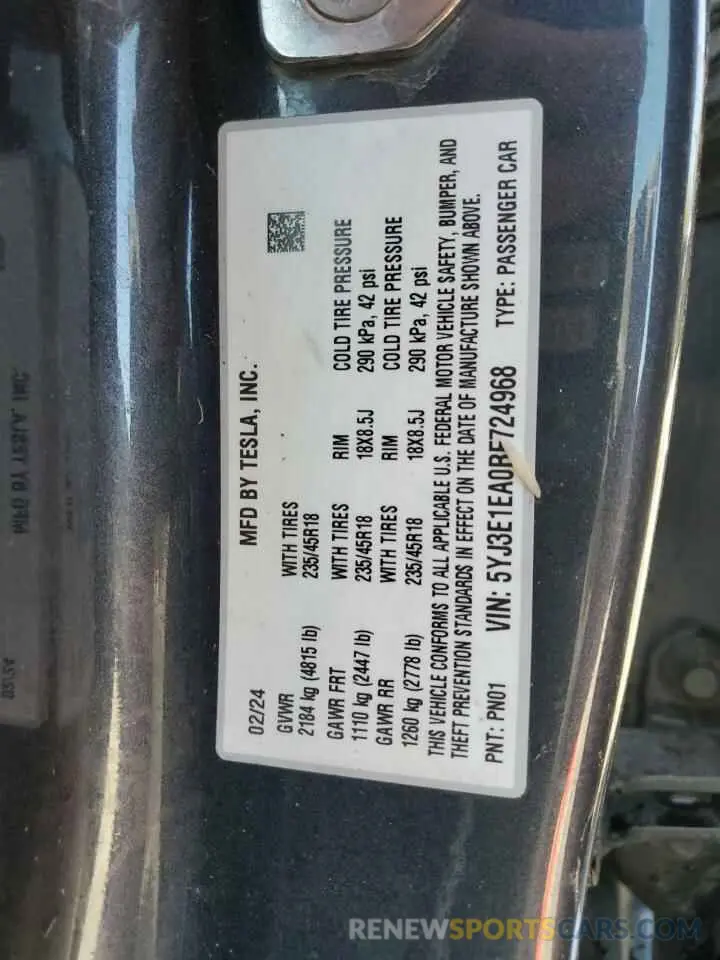 MFD BY TESLA, INC.
02/24
GVWR WITH TIRES RIM COLD TIRE PRESSURE
2184 kg (4815 lb) 235/45R18 18X8.5J 290 kPa, 42 psi
GAWR FRT WITH TIRES RIM COLD TIRE PRESSURE
1110 kg (2447 lb) 235/45R18 18X8.5J 290 kPa, 42 psi
GAWR RR WITH TIRES
1260 kg (2778 lb) 235/45R18
THIS VEHICLE CONFORMS TO ALL APPLICABLE U.S. FEDERAL MOTOR VEHICLE SAFETY, BUMPER, AND
THEFT PREVENTION STANDARDS IN EFFECT ON THE DATE OF MANUFACTURE SHOWN ABOVE.
PNT: PN01 VIN: 5YJ3E1EA0RF724968 TYPE: PASSENGER CAR
RENEWSPORTSCARS.COM